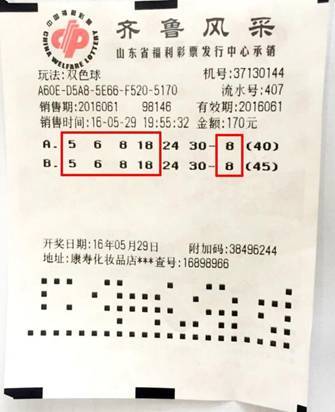 中国福利彩票
CHINA WELFARE LOTTERY
齐鲁风采
山东省福利彩票发行中心承销
玩法:双色球 机号:37130144
A60E-D5A8-5E66-F520-5170 流水号:407
销售期:2016061 98146 有效期:2016061
销售时间:16-05-29 19:55:32 金额:170元
A. 5 6 8 18 24 30- 8 (40)
B. 5 6 8 18 24 30- 8 (45)
开奖日期:16年05月29日 附加码:38496244
地址:康寿化妆品店***查号:16898966